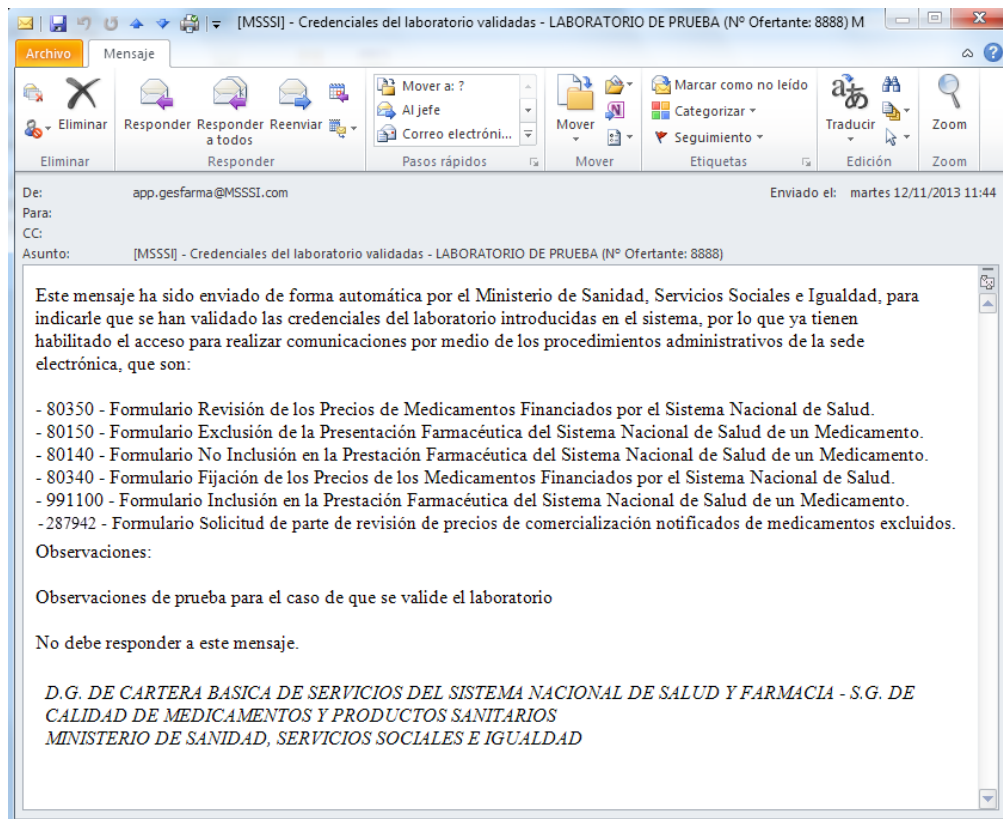 [MSSSI] - Credenciales del laboratorio validadas - LABORATORIO DE PRUEBA (Nº Ofertante: 8888) M
Archivo Mensaje
Eliminar
Responder Responder a todos Reenviar
Mover a: ?
Al jefe
Correo electróni...
Mover
Marcar como no leído
Categorizar
Seguimiento
Traducir
Zoom
Eliminar Responder Pasos rápidos Mover Etiquetas Edición Zoom
De: app.gesfarma@MSSSI.com Enviado el: martes 12/11/2013 11:44
Para:
CC:
Asunto: [MSSSI] - Credenciales del laboratorio validadas - LABORATORIO DE PRUEBA (Nº Ofertante: 8888)
Este mensaje ha sido enviado de forma automática por el Ministerio de Sanidad, Servicios Sociales e Igualdad, para
indicarle que se han validado las credenciales del laboratorio introducidas en el sistema, por lo que ya tienen
habilitado el acceso para realizar comunicaciones por medio de los procedimientos administrativos de la sede
electrónica, que son:
- 80350 - Formulario Revisión de los Precios de Medicamentos Financiados por el Sistema Nacional de Salud.
- 80150 - Formulario Exclusión de la Presentación Farmacéutica del Sistema Nacional de Salud de un Medicamento.
- 80140 - Formulario No Inclusión en la Prestación Farmacéutica del Sistema Nacional de Salud de un Medicamento.
- 80340 - Formulario Fijación de los Precios de los Medicamentos Financiados por el Sistema Nacional de Salud.
- 991100 - Formulario Inclusión en la Prestación Farmacéutica del Sistema Nacional de Salud de un Medicamento.
-287942 - Formulario Solicitud de parte de revisión de precios de comercialización notificados de medicamentos excluidos.
Observaciones:
Observaciones de prueba para el caso de que se valide el laboratorio
No debe responder a este mensaje.
D.G. DE CARTERA BASICA DE SERVICIOS DEL SISTEMA NACIONAL DE SALUD Y FARMACIA - S.G. DE
CALIDAD DE MEDICAMENTOS Y PRODUCTOS SANITARIOS
MINISTERIO DE SANIDAD, SERVICIOS SOCIALES E IGUALDAD